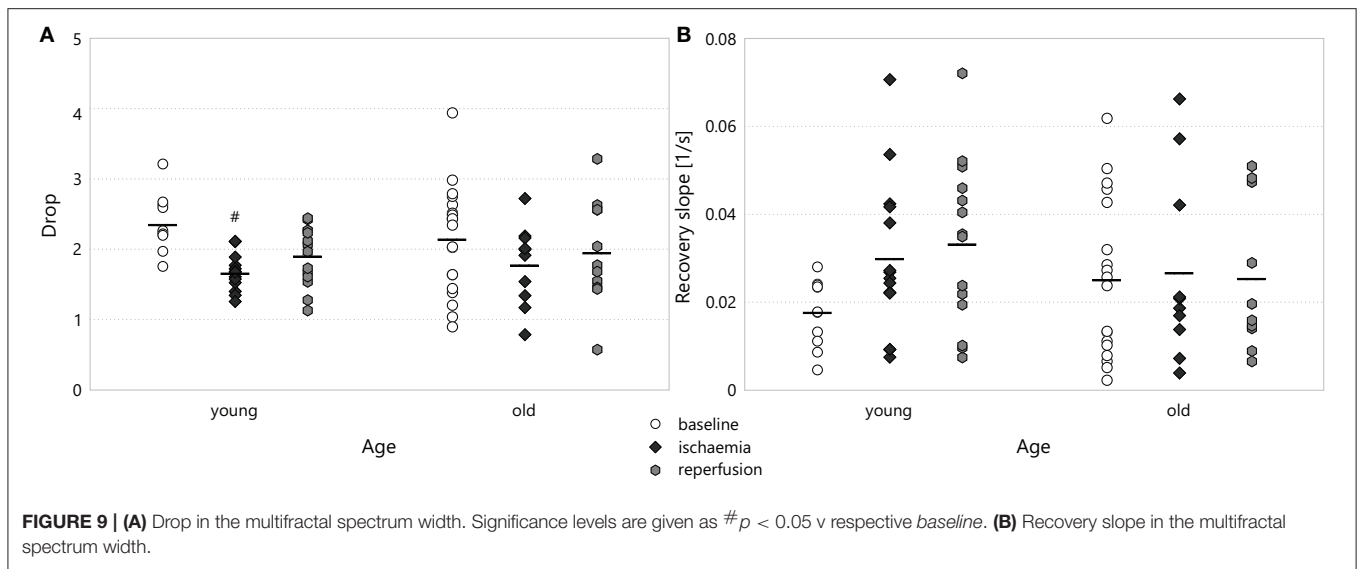 A
5
4
3
2
1
0
Drop
#
young
old
Age
B
0.08
0.06
0.04
0.02
0
Recovery slope [1/s]
young
old
Age
baseline
ischaemia
reperfusion
FIGURE 9 | (A) Drop in the multifractal spectrum width. Significance levels are given as #p < 0.05 v respective baseline. (B) Recovery slope in the multifractal
spectrum width.